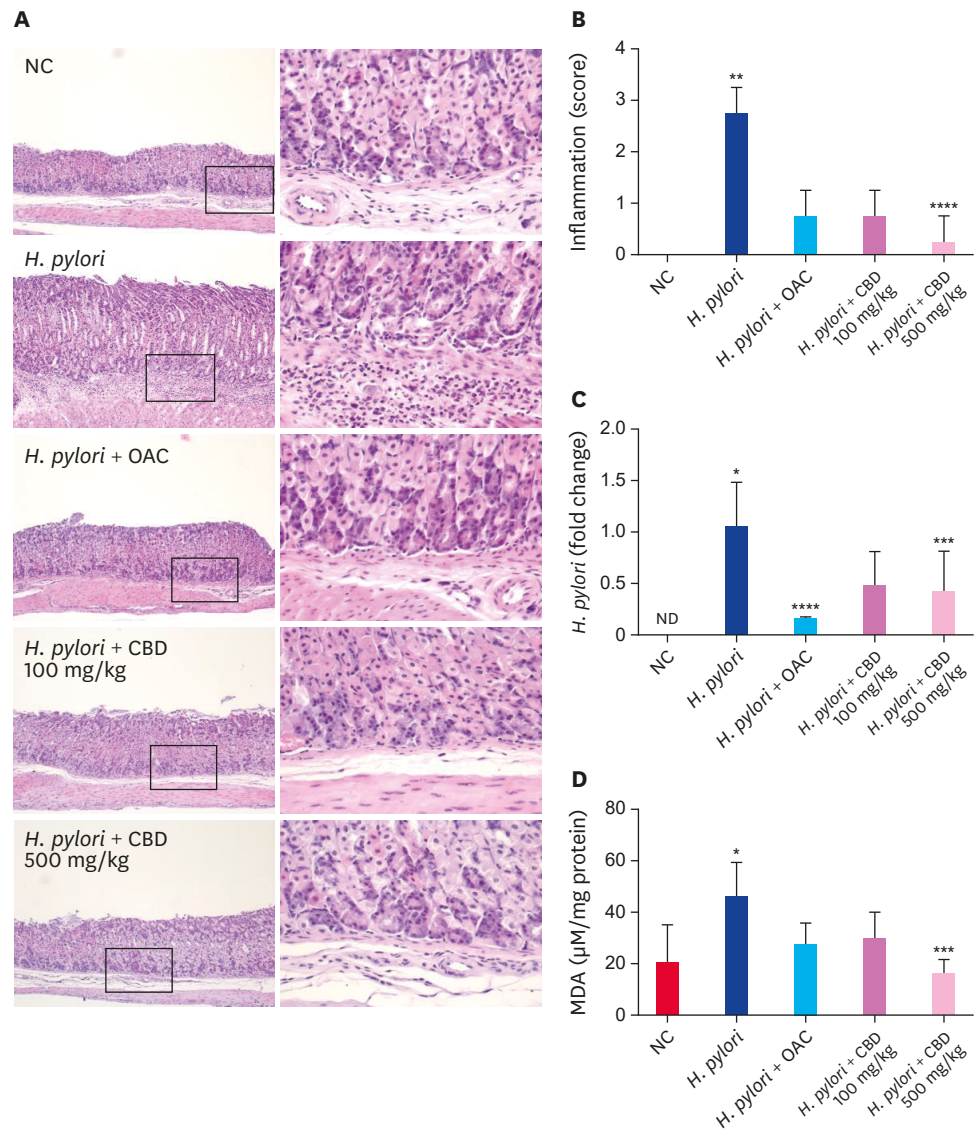 A
NC
H. pylori
H. pylori + OAC
H. pylori + CBD
100 mg/kg
H. pylori + CBD
500 mg/kg
B
Inflammation (score)
4
3
2
1
0
**
****
NC
H. pylori
H. pylori + OAC
H. pylori + CBD
100 mg/kg
H. pylori + CBD
500 mg/kg
C
H. pylori (fold change)
2.0
1.5
1.0
0.5
0
ND
*
****
***
NC
H. pylori
H. pylori + OAC
H. pylori + CBD
100 mg/kg
H. pylori + CBD
500 mg/kg
D
MDA (µM/mg protein)
80
60
40
20
0
*
***
NC
H. pylori
H. pylori + OAC
H. pylori + CBD
100 mg/kg
H. pylori + CBD
500 mg/kg